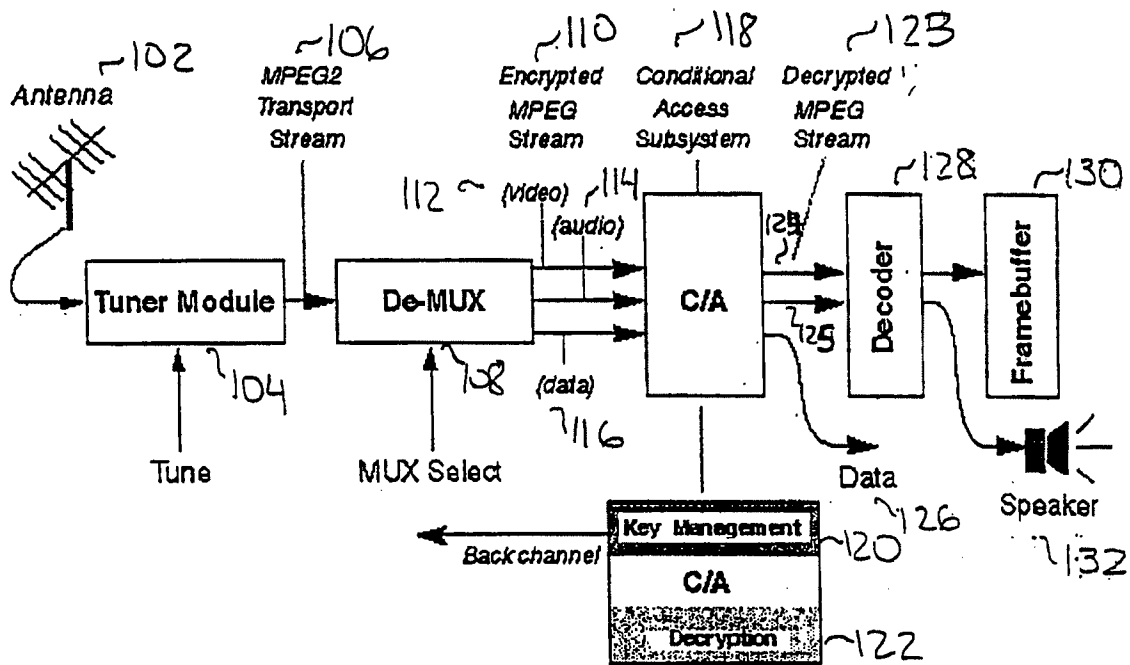 102
Antenna
106
MPEG2
Transport
Stream
110
Encrypted
MPEG
Stream
118
Conditional
Access
Subsystem
123
Decrypted
MPEG
Stream
112
(video)
114
(audio)
128
130
Tuner Module
De-MUX
C/A
125
Decoder
Framebuffer
104
108
(data)
116
Tune
MUX Select
Data
126
Speaker
132
Back channel
Key Management
120
C/A
Decryption
122